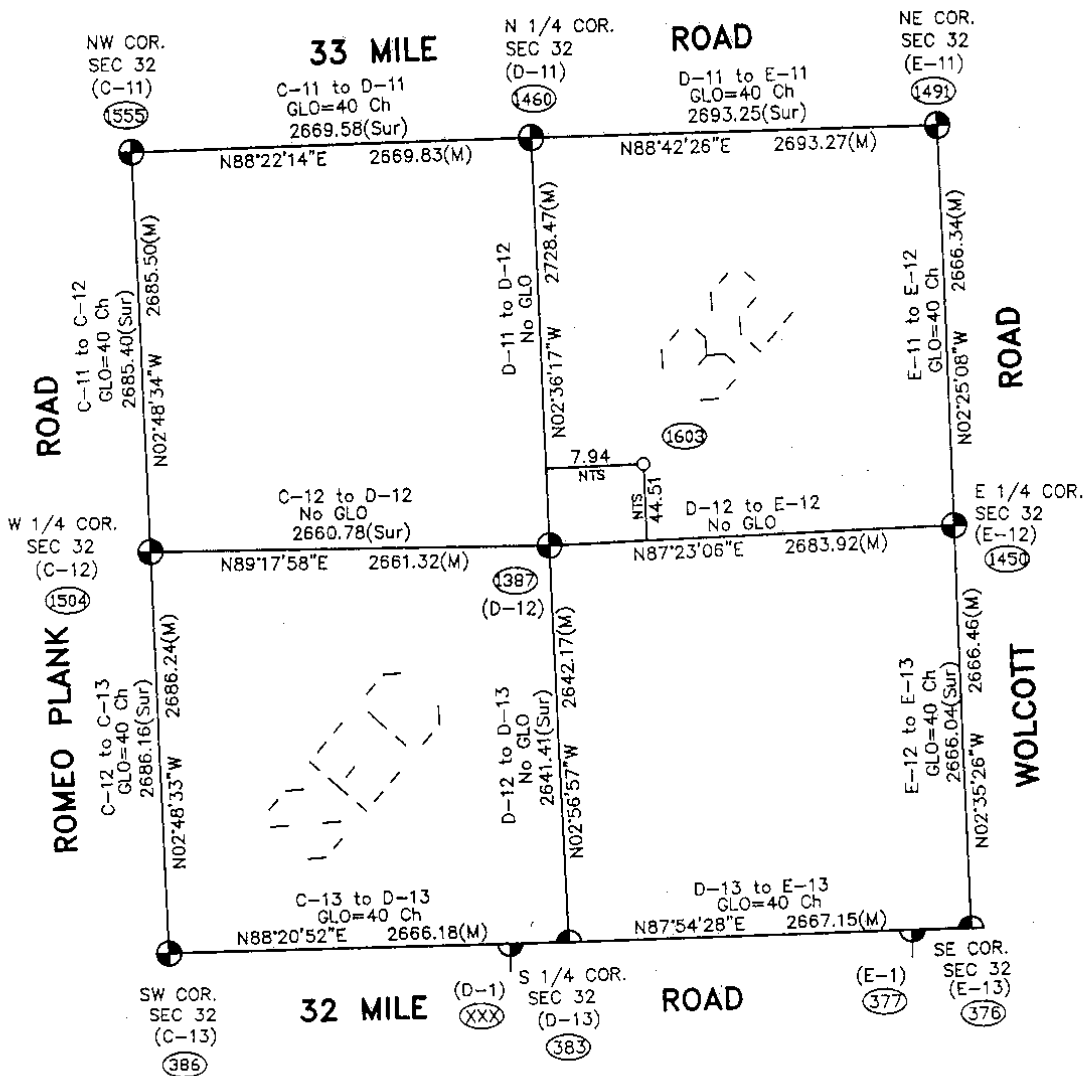 NW COR.
SEC 32
(C-11)
1555
33 MILE
N 1/4 COR.
SEC 32
(D-11)
1460
ROAD
NE COR.
SEC 32
(E-11)
1491
C-11 to D-11
GLO=40 Ch
2669.58(Sur)
N88°22'14"E 2669.83(M)
D-11 to E-11
GLO=40 Ch
2693.25(Sur)
N88°42'26"E 2693.27(M)
ROAD
C-11 to C-12
GLO=40 Ch
2685.40(Sur)
N02°48'34"W 2685.50(M)
D-11 to D-12
No GLO
N02°36'17"W 2728.47(M)
E-11 to E-12
GLO=40 Ch
N02°25'08"W 2666.34(M)
ROAD
1603
7.94
NTS
NTS
44.51
W 1/4 COR.
SEC 32
(C-12)
1504
C-12 to D-12
No GLO
2660.78(Sur)
N89°17'58"E 2661.32(M)
1387
(D-12)
D-12 to E-12
No GLO
N87°23'06"E 2683.92(M)
E 1/4 COR.
SEC 32
(E-12)
1450
ROMEO PLANK
C-12 to C-13
GLO=40 Ch
2686.16(Sur)
N02°48'33"W 2686.24(M)
D-12 to D-13
No GLO
2641.41(Sur)
N02°56'57"W 2642.17(M)
E-12 to E-13
GLO=40 Ch
2666.04(Sur)
N02°35'26"W 2666.46(M)
WOLCOTT
C-13 to D-13
GLO=40 Ch
N88°20'52"E 2666.18(M)
D-13 to E-13
GLO=40 Ch
N87°54'28"E 2667.15(M)
SW COR.
SEC 32
(C-13)
386
32 MILE
(D-1)
XXX
S 1/4 COR.
SEC 32
(D-13)
383
ROAD
(E-1)
377
SE COR.
SEC 32
(E-13)
376